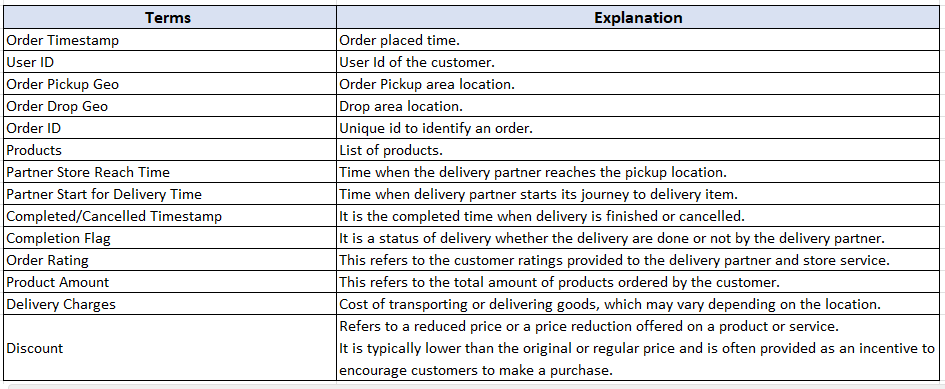 Terms Explanation
Order Timestamp Order placed time.
User ID User Id of the customer.
Order Pickup Geo Order Pickup area location.
Order Drop Geo Drop area location.
Order ID Unique id to identify an order.
Products List of products.
Partner Store Reach Time Time when the delivery partner reaches the pickup location.
Partner Start for Delivery Time Time when delivery partner starts its journey to delivery item.
Completed/Cancelled Timestamp It is the completed time when delivery is finished or cancelled.
Completion Flag It is a status of delivery whether the delivery are done or not by the delivery partner.
Order Rating This refers to the customer ratings provided to the delivery partner and store service.
Product Amount This refers to the total amount of products ordered by the customer.
Delivery Charges Cost of transporting or delivering goods, which may vary depending on the location.
Discount Refers to a reduced price or a price reduction offered on a product or service.
It is typically lower than the original or regular price and is often provided as an incentive to
encourage customers to make a purchase.